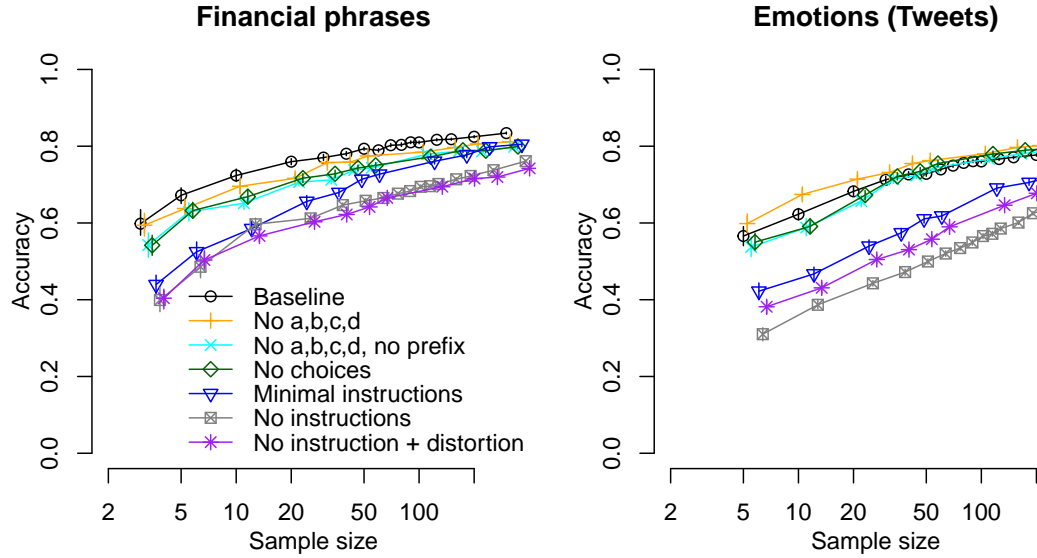 Financial phrases
Accuracy
1.0
0.8
0.6
0.4
0.2
0.0
Baseline
No a,b,c,d
No a,b,c,d, no prefix
No choices
Minimal instructions
No instructions
No instruction + distortion
2 5 10 20 50 100
Sample size
Emotions (Tweets)
Accuracy
1.0
0.8
0.6
0.4
0.2
0.0
2 5 10 20 50 100
Sample size